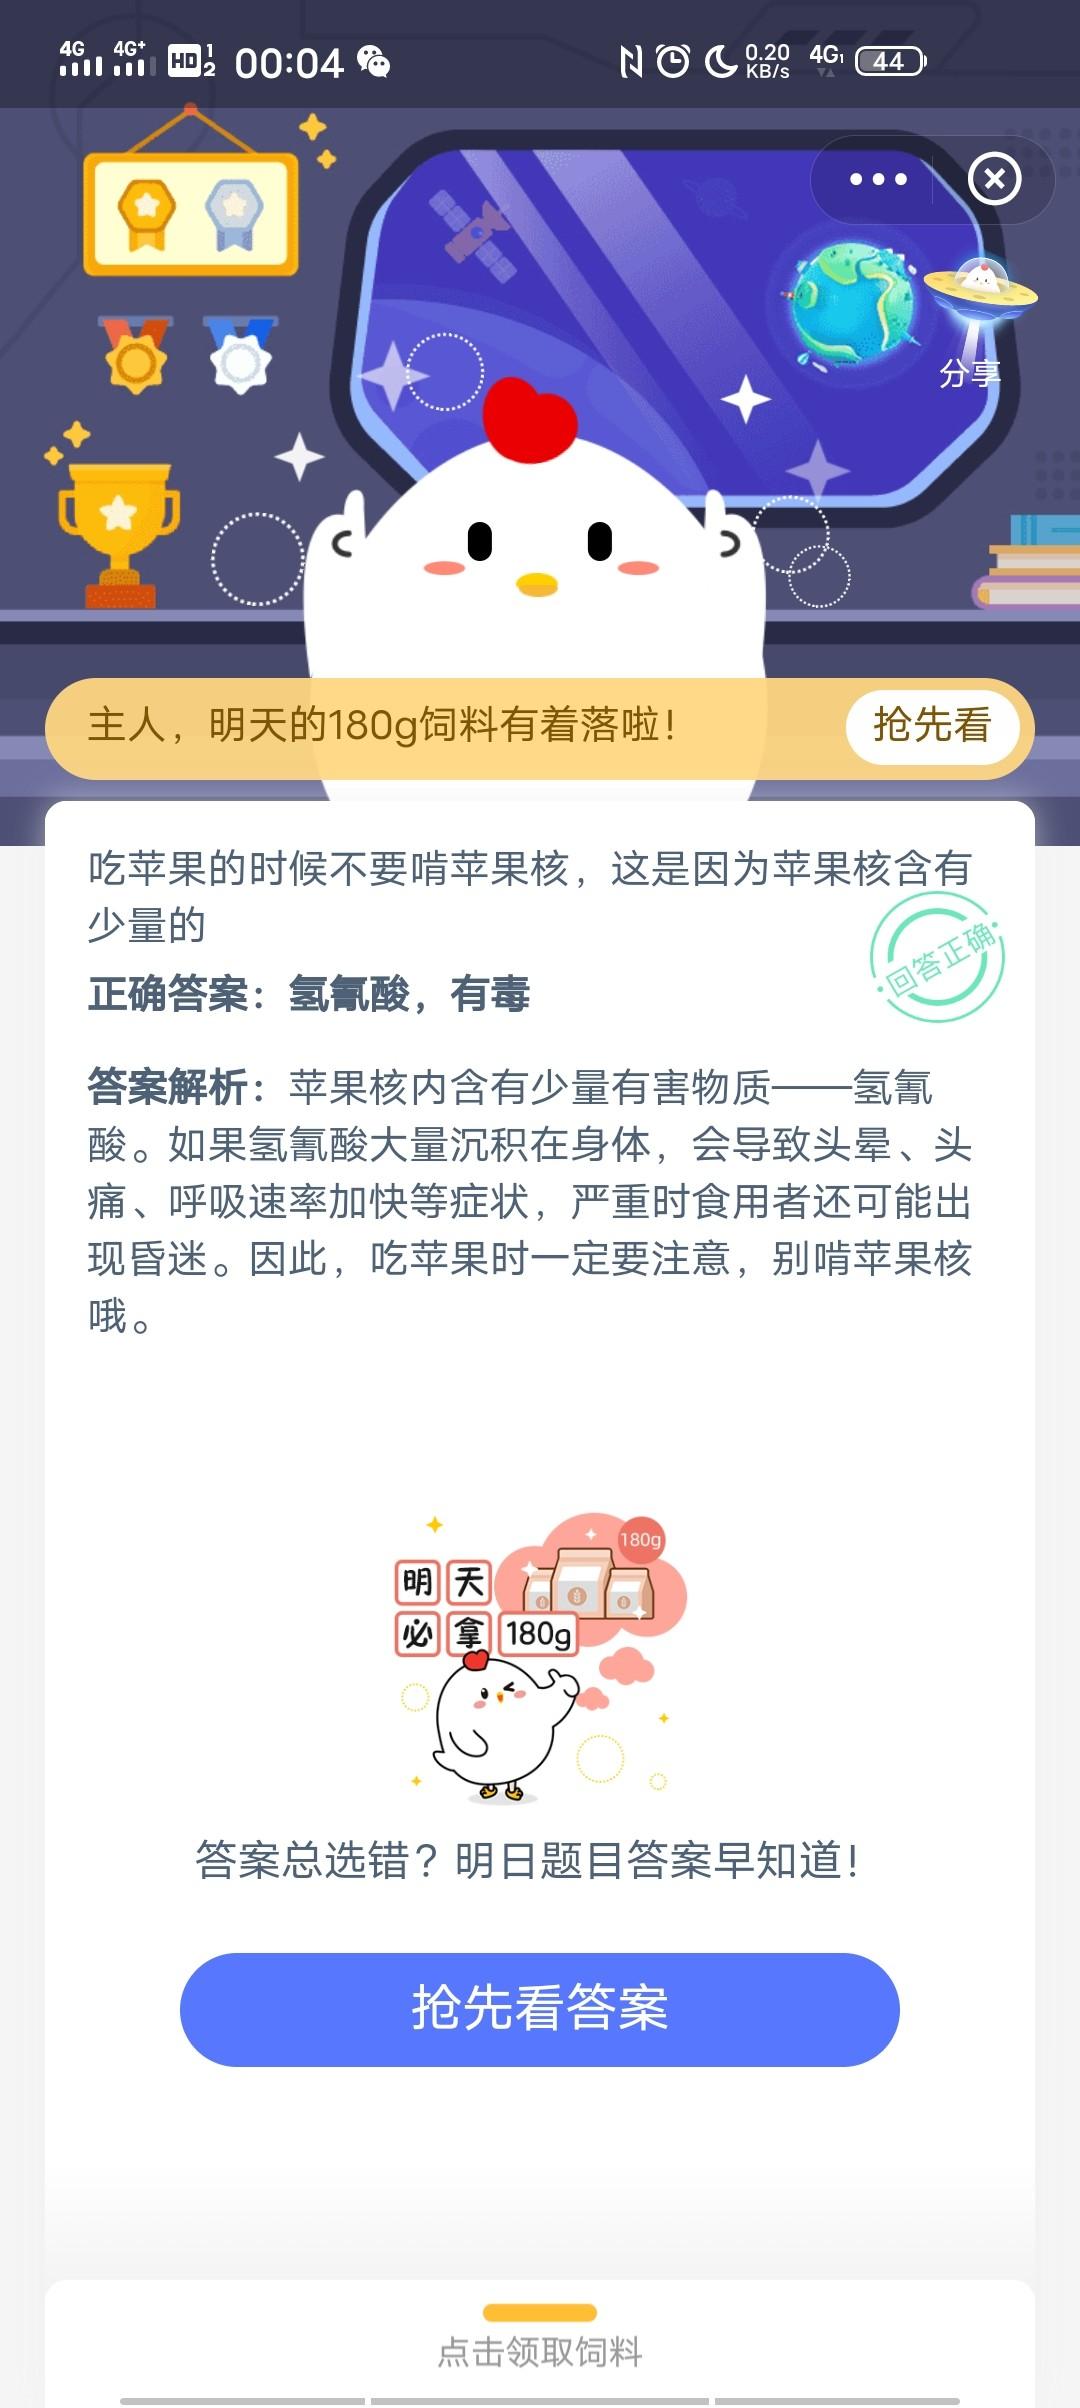 4G 4G+ HD 1 2 00:04 0.20 KB/s 4G1 44
分享
主人，明天的180g饲料有着落啦！ 抢先看
吃苹果的时候不要啃苹果核，这是因为苹果核含有
少量的
回答正确
正确答案：氢氰酸，有毒
答案解析：苹果核内含有少量有害物质——氢氰
酸。如果氢氰酸大量沉积在身体，会导致头晕、头
痛、呼吸速率加快等症状，严重时食用者还可能出
现昏迷。因此，吃苹果时一定要注意，别啃苹果核
哦。
180g
明天
必拿180g
答案总选错？明日题目答案早知道！
抢先看答案
点击领取饲料